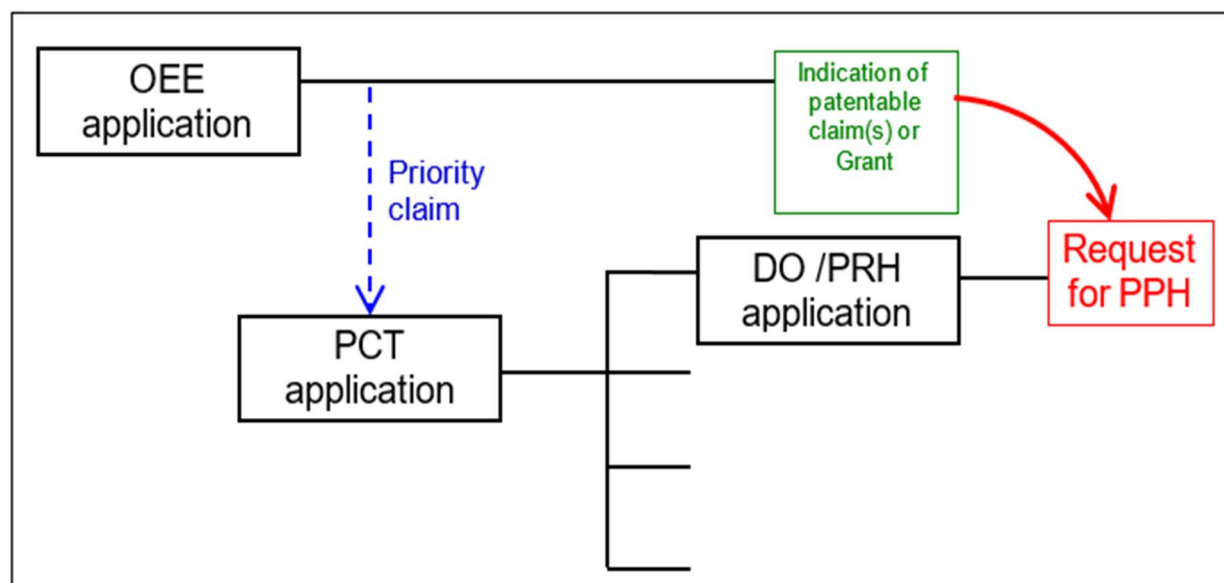 OEE
application
Indication of
patentable
claim(s) or
Grant
Priority
claim
DO /PRH
application
Request
for PPH
PCT
application